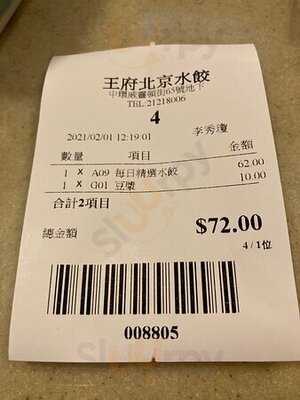 王府北京水餃
中環威靈頓街65號地下
TEL:21218006
4
2021/02/01 12:19:01 李秀瓊
數量 項目 金額
1 X A09 每日精選水餃 62.00
1 X G01 豆漿 10.00
合計2項目
總金額 $72.00
4 / 1位
008805